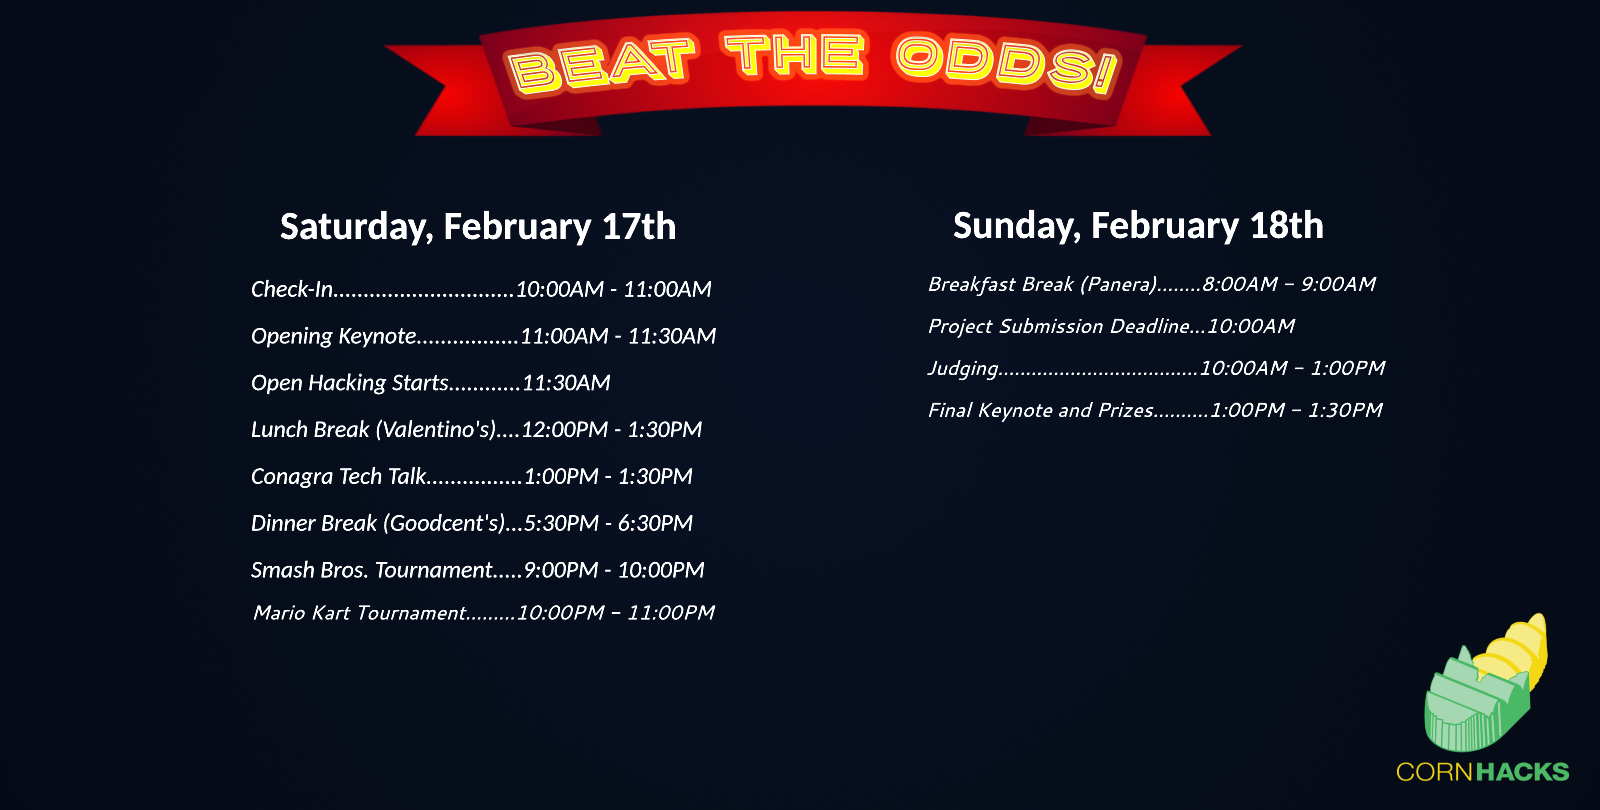 BEAT THE ODDS!
Saturday, February 17th
Check-In..............................10:00AM - 11:00AM
Opening Keynote.................11:00AM - 11:30AM
Open Hacking Starts............11:30AM
Lunch Break (Valentino's)....12:00PM - 1:30PM
Conagra Tech Talk................1:00PM - 1:30PM
Dinner Break (Goodcent's)...5:30PM - 6:30PM
Smash Bros. Tournament.....9:00PM - 10:00PM
Mario Kart Tournament.........10:00PM – 11:00PM
Sunday, February 18th
Breakfast Break (Panera)........8:00AM – 9:00AM
Project Submission Deadline...10:00AM
Judging....................................10:00AM – 1:00PM
Final Keynote and Prizes..........1:00PM – 1:30PM
CORNHACKS